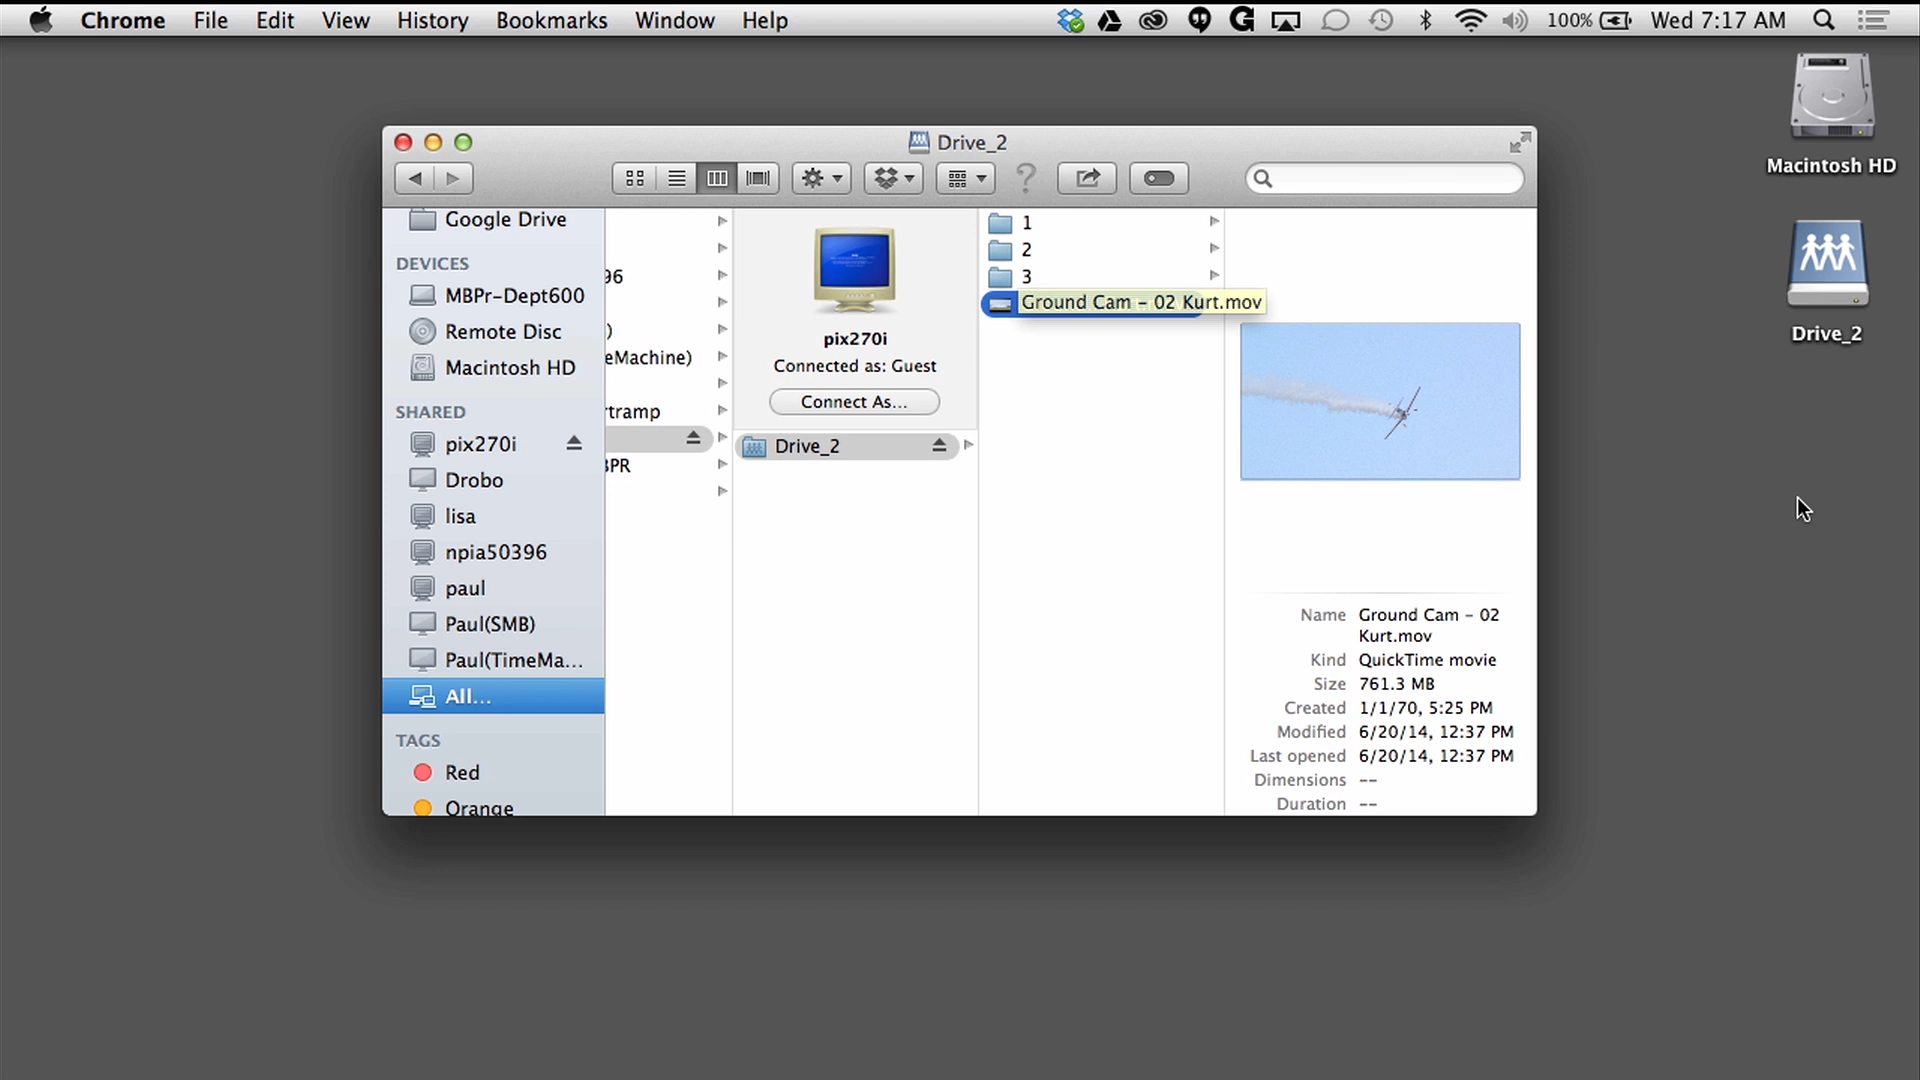 Chrome File Edit View History Bookmarks Window Help 100% Wed 7:17 AM
Macintosh HD
Drive_2
Drive_2
Google Drive
DEVICES
MBPr-Dept600
Remote Disc
Macintosh HD
SHARED
pix270i
Drobo
lisa
npia50396
paul
Paul(SMB)
Paul(TimeMa...
All...
TAGS
Red
Orange
96
)
eMachine)
rtramp
BPR
pix270i
Connected as: Guest
Connect As...
Drive_2
1
2
3
Ground Cam - 02 Kurt.mov
Name Ground Cam - 02
Kurt.mov
Kind QuickTime movie
Size 761.3 MB
Created 1/1/70, 5:25 PM
Modified 6/20/14, 12:37 PM
Last opened 6/20/14, 12:37 PM
Dimensions --
Duration --